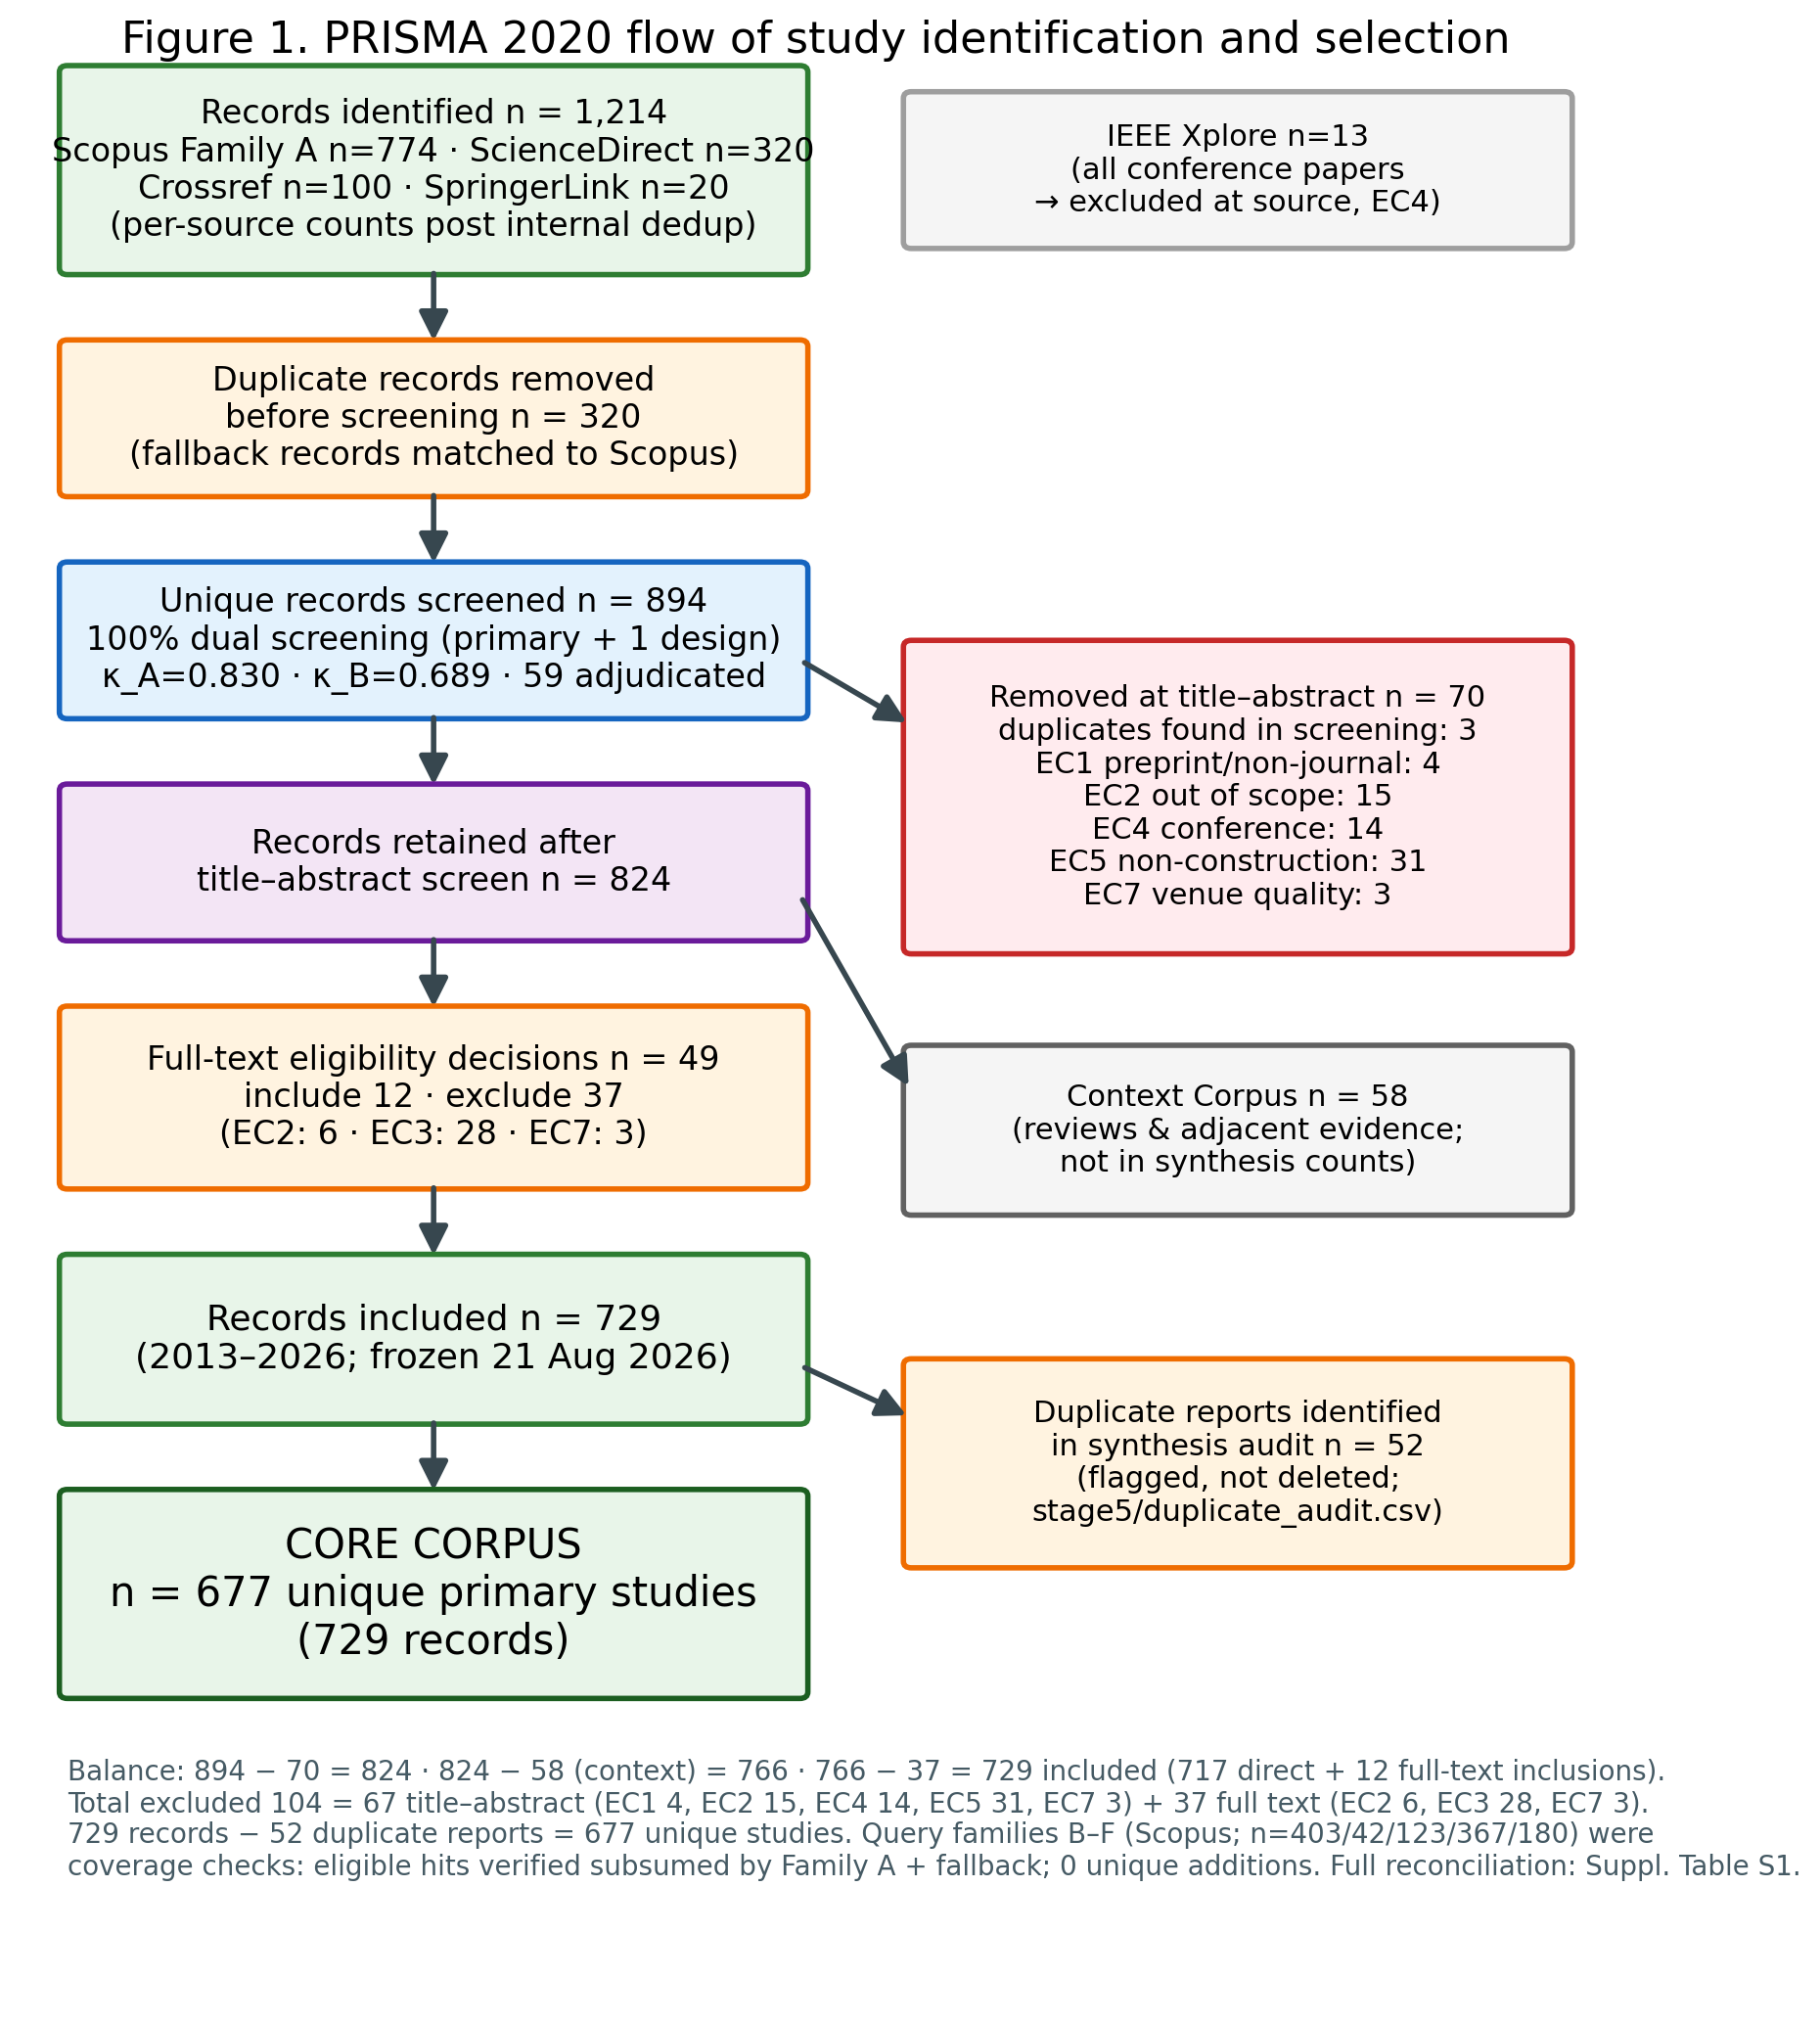 Figure 1. PRISMA 2020 flow of study identification and selection
Records identified n = 1,214
Scopus Family A n=774 · ScienceDirect n=320
Crossref n=100 · SpringerLink n=20
(per-source counts post internal dedup)
IEEE Xplore n=13
(all conference papers
→ excluded at source, EC4)
Duplicate records removed
before screening n = 320
(fallback records matched to Scopus)
Unique records screened n = 894
100% dual screening (primary + 1 design)
κ_A=0.830 · κ_B=0.689 · 59 adjudicated
Removed at title–abstract n = 70
duplicates found in screening: 3
EC1 preprint/non-journal: 4
EC2 out of scope: 15
EC4 conference: 14
EC5 non-construction: 31
EC7 venue quality: 3
Records retained after
title–abstract screen n = 824
Full-text eligibility decisions n = 49
include 12 · exclude 37
(EC2: 6 · EC3: 28 · EC7: 3)
Context Corpus n = 58
(reviews & adjacent evidence;
not in synthesis counts)
Records included n = 729
(2013–2026; frozen 21 Aug 2026)
Duplicate reports identified
in synthesis audit n = 52
(flagged, not deleted;
stage5/duplicate_audit.csv)
CORE CORPUS
n = 677 unique primary studies
(729 records)
Balance: 894 − 70 = 824 · 824 − 58 (context) = 766 · 766 − 37 = 729 included (717 direct + 12 full-text inclusions).
Total excluded 104 = 67 title–abstract (EC1 4, EC2 15, EC4 14, EC5 31, EC7 3) + 37 full text (EC2 6, EC3 28, EC7 3).
729 records − 52 duplicate reports = 677 unique studies. Query families B–F (Scopus; n=403/42/123/367/180) were
coverage checks: eligible hits verified subsumed by Family A + fallback; 0 unique additions. Full reconciliation: Suppl. Table S1.